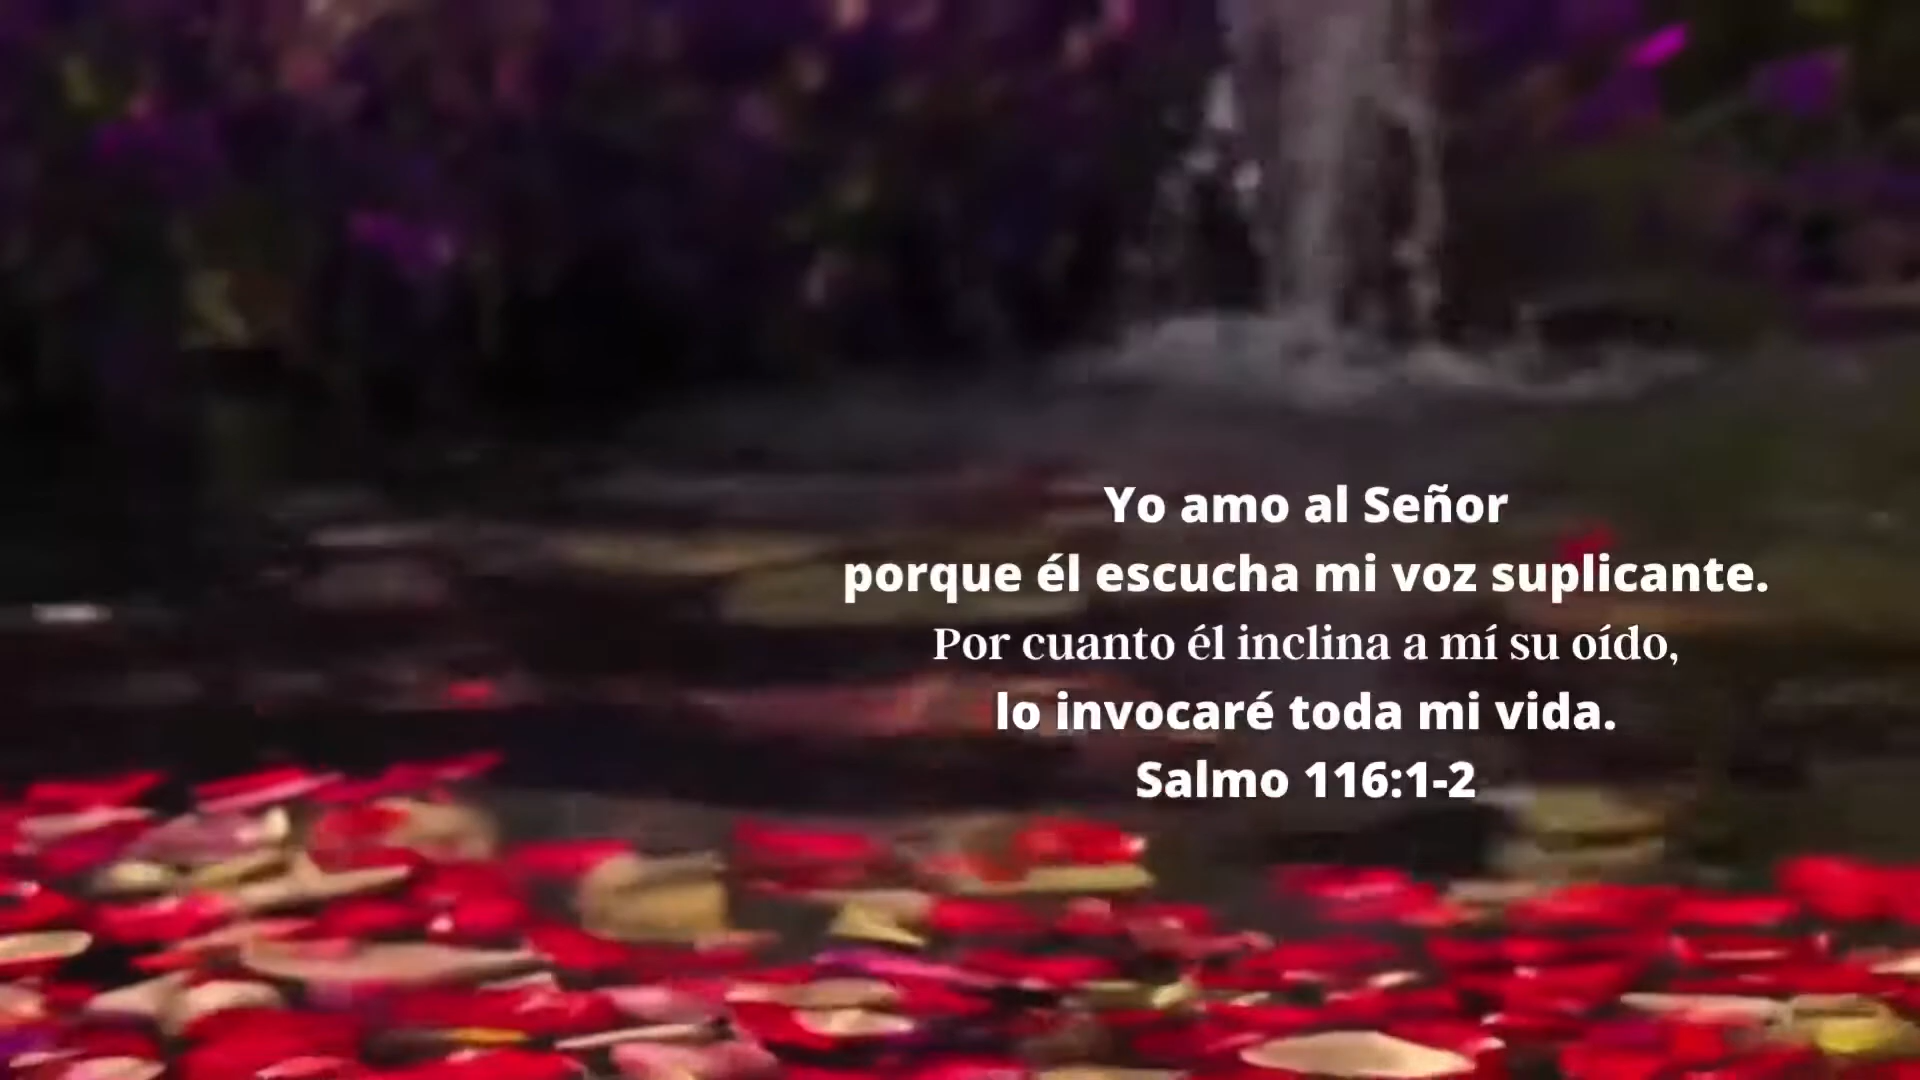 Yo amo al Señor
porque él escucha mi voz suplicante.
Por cuanto él inclina a mí su oído,
lo invocaré toda mi vida.
Salmo 116:1-2